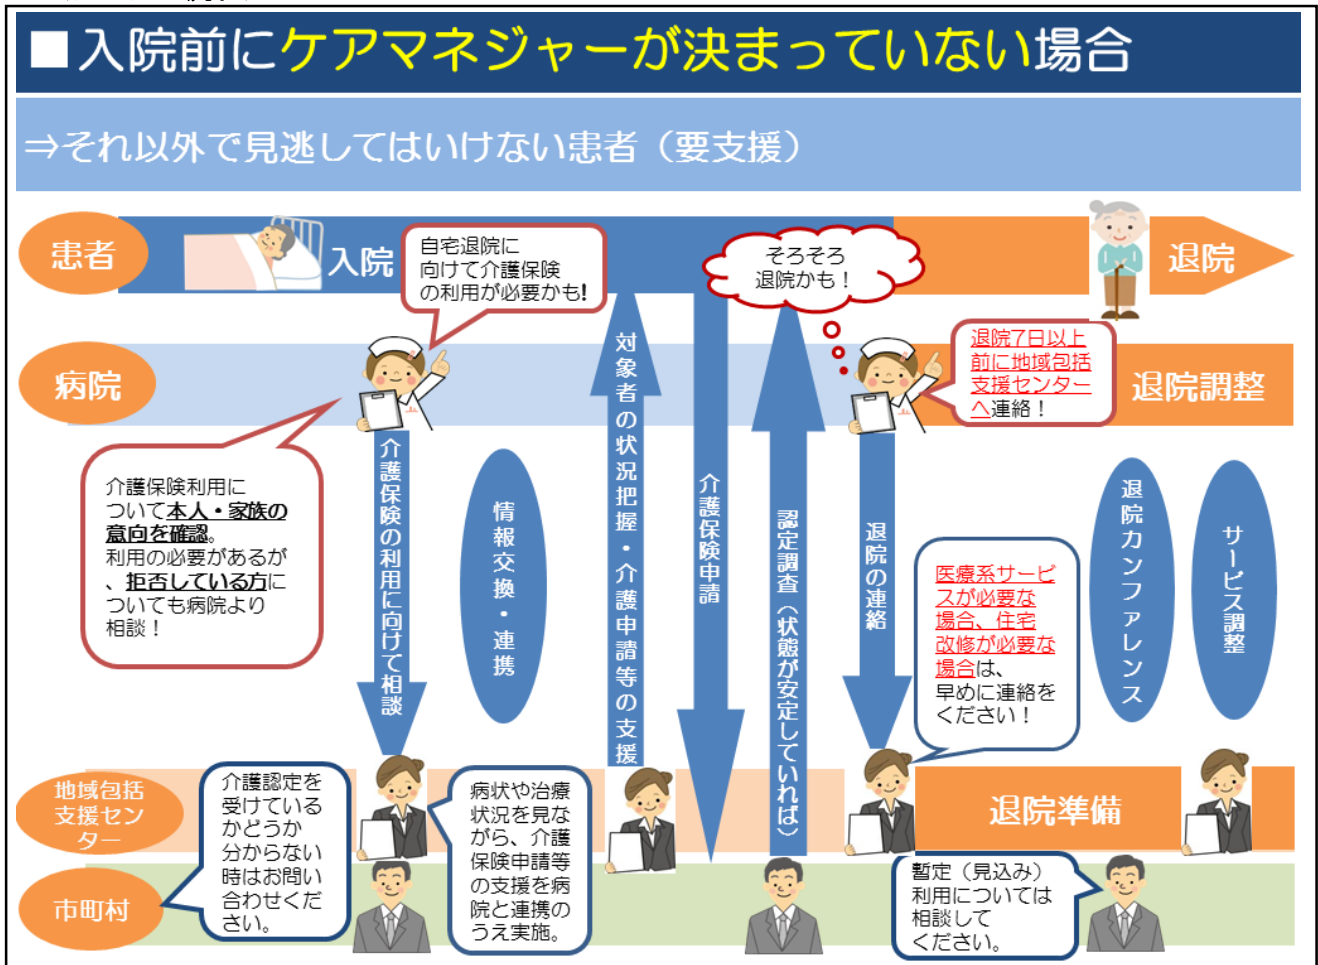 ■入院前にケアマネジャーが決まっていない場合
⇒それ以外で見逃してはいけない患者（要支援）
患者
入院
自宅退院に
向けて介護保険
の利用が必要かも!
そろそろ
退院かも！
退院
病院
退院7日以上
前に地域包括
支援センター
へ連絡！
退院調整
介護保険利用に
ついて本人・家族の
意向を確認。
利用の必要があるが
、拒否している方に
ついても病院より
相談！
介護保険の利用に向けて相談
情報交換・連携
対象者の状況把握・介護申請等の支援
介護保険申請
認定調査（状態が安定していれば）
退院の連絡
医療系サービ
スが必要な
場合、住宅
改修が必要な
場合は、
早めに連絡を
ください！
退院カンファレンス
サービス調整
地域包括
支援セン
ター
介護認定を
受けている
かどうか
分からない
時はお問い
合わせくだ
さい。
病状や治療
状況を見な
がら、介護
保険申請等
の支援を病
院と連携の
うえ実施。
退院準備
市町村
暫定（見込み）
利用については
相談して
ください。